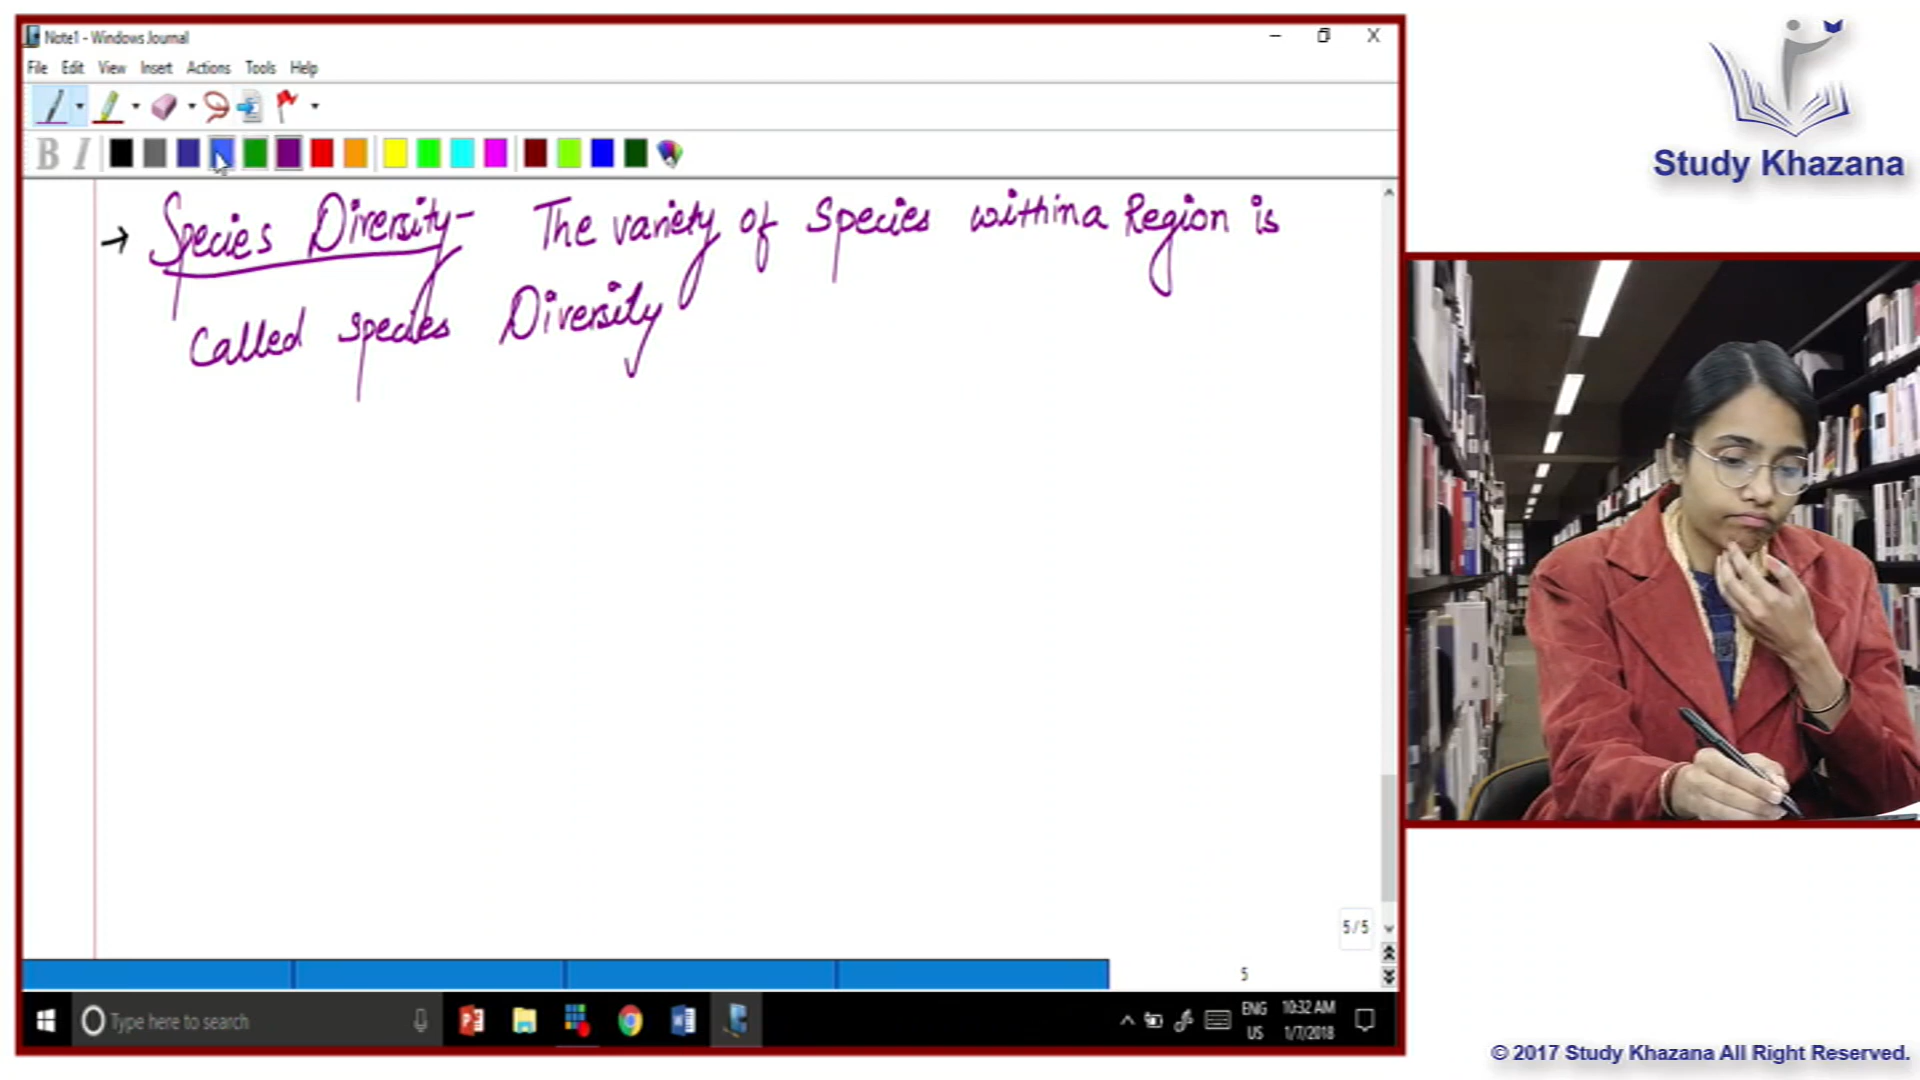 Note1 - Windows Journal
File Edit View Insert Actions Tools Help
B I
Study Khazana
→ Species Diversity- The variety of Species within a Region is
Called species Diversity
5/5
5
Type here to search
ENG
US
10:32 AM
1/7/2018
© 2017 Study Khazana All Right Reserved.